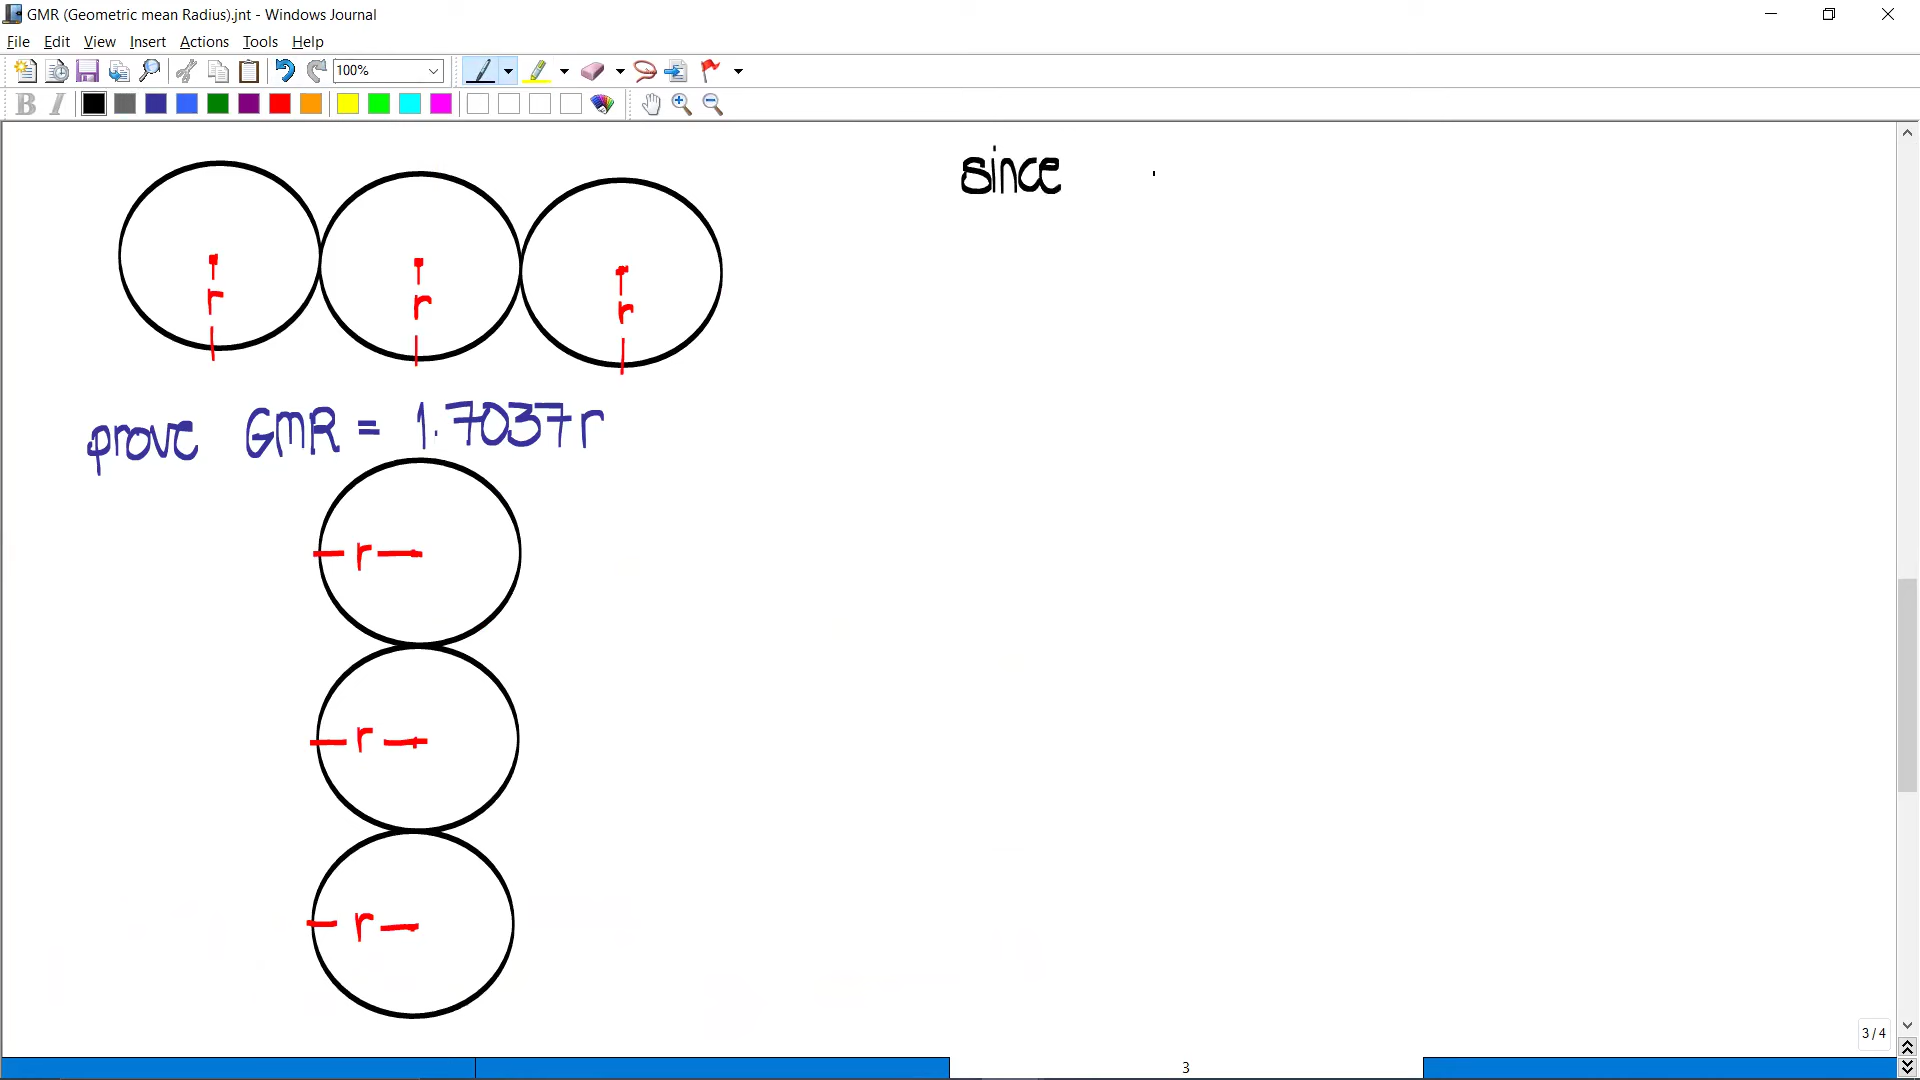 GMR (Geometric mean Radius).jnt - Windows Journal
File Edit View Insert Actions Tools Help
100%
B I
since
r r r
prove GMR = 1.7037r
r
r
r
3 / 4
3